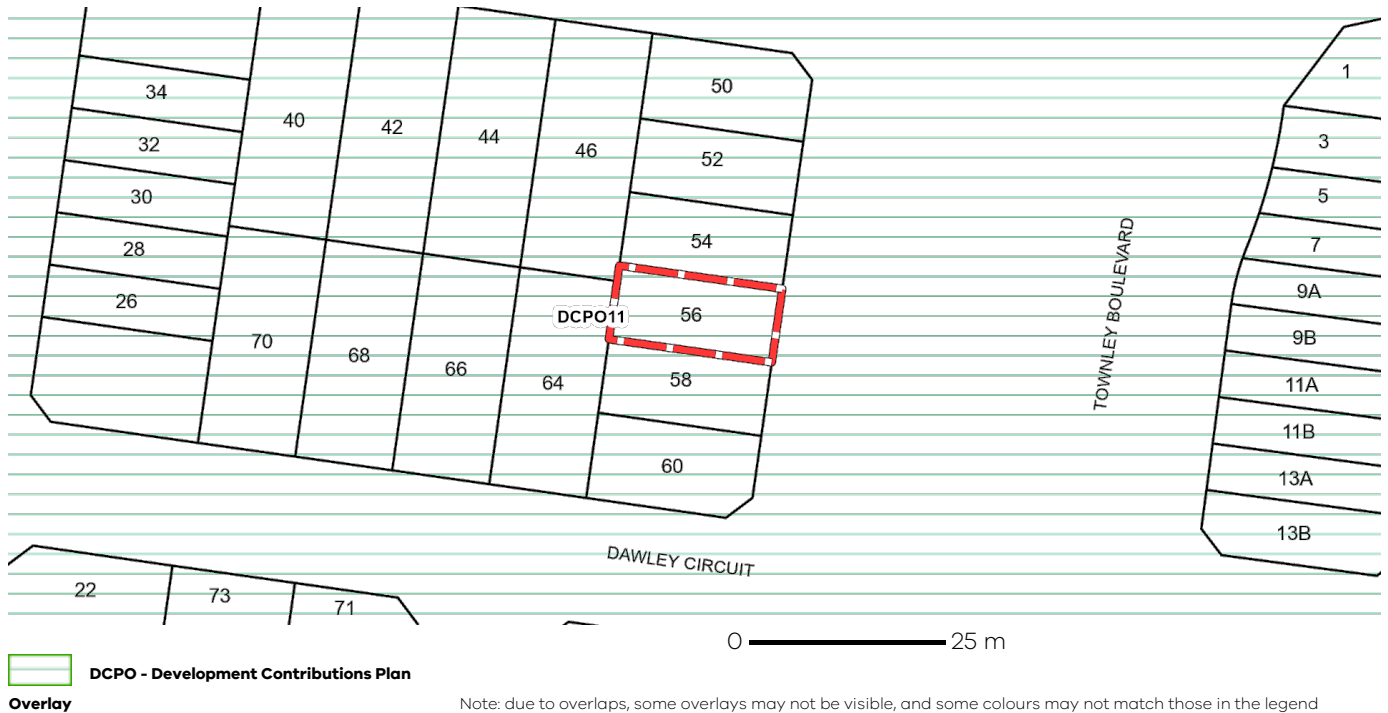 34
32
30
28
26
40
42
44
46
50
52
54
DCPO11
56
58
60
70
68
66
64
TOWNLEY BOULEVARD
1
3
5
7
9A
9B
11A
11B
13A
13B
DAWLEY CIRCUIT
22
73
71
0 25 m
DCPO - Development Contributions Plan
Overlay
Note: due to overlaps, some overlays may not be visible, and some colours may not match those in the legend